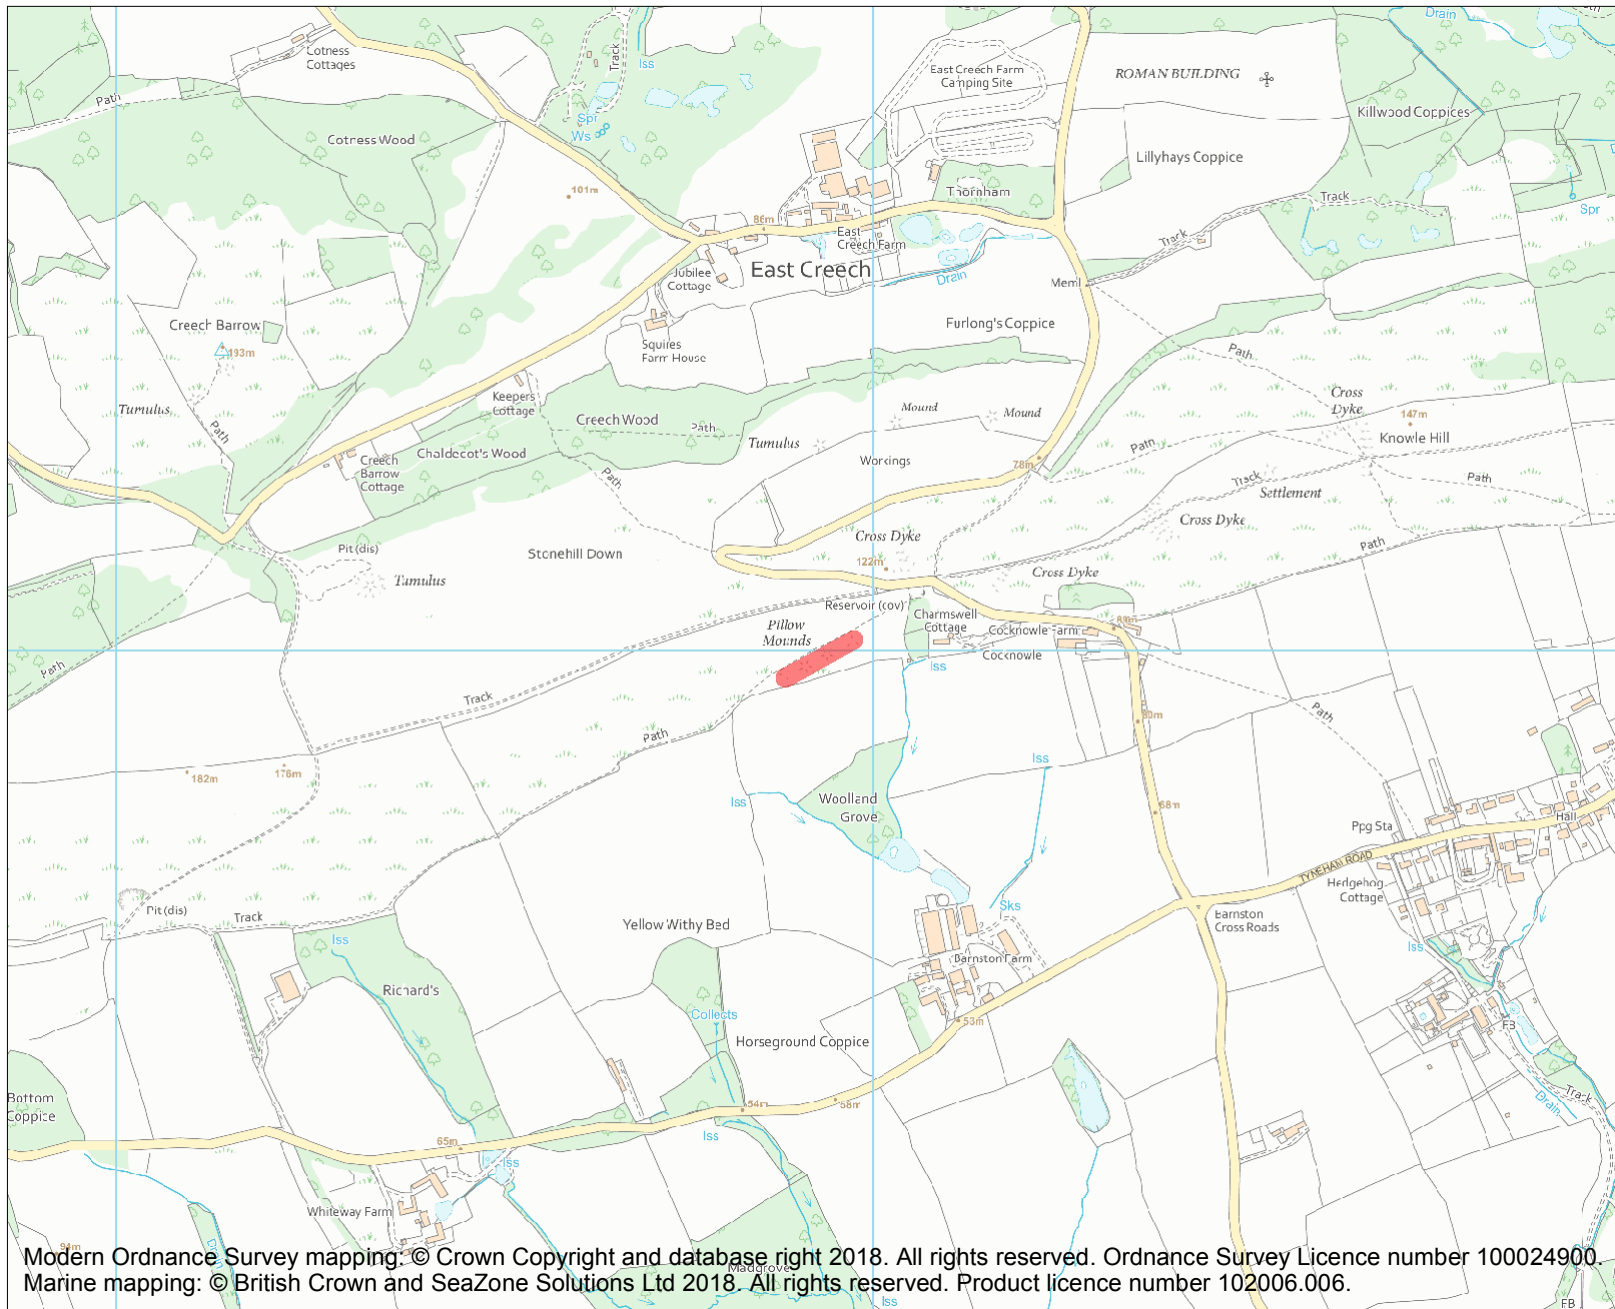 Drain
Cotness
Cottages
Track
Iss
East Creech Farm
Camping Site
ROMAN BUILDING
Path
Spr
Ws
Cotness Wood
Killwood Coppices
Lillyhays Coppice
101m
Thornham
Track
Spr
86m
East
Creech Farm
Track
East Creech
Jubilee
Cottage
Drain
Meml
Creech Barrow
193m
Furlong's Coppice
Squires
Farm House
Path
Tumulus
Keepers
Cottage
Mound
Mound
Cross
Dyke
147m
Path
Creech Wood
Path
Tumulus
Knowle Hill
Path
Chaldecot's Wood
Creech
Barrow
Cottage
Workings
78m
Path
Track
Path
Settlement
Cross Dyke
Cross Dyke
Path
Pit (dis)
Stonehill Down
122m
Tumulus
Cross Dyke
Reservoir (cov)
Pillow
Mounds
Charmswell
Cottage
Cocknowle Farm
88m
Cocknowle
Path
Iss
Track
Path
80m
Path
182m
176m
Iss
Iss
Woolland
Grove
68m
Ppg Sta
Hall
TYNEHAM ROAD
Hedgehog
Cottage
Pit (dis)
Track
Sks
Yellow Withy Bed
Barnston
Cross Roads
Iss
Iss
Barnston Farm
Richard's
Collects
53m
FB
Horseground Coppice
Bottom
Coppice
54m
58m
Track
Drain
65m
Iss
Iss
Whiteway Farm
Drain
94m
Madgrove
Modern Ordnance Survey mapping: © Crown Copyright and database right 2018. All rights reserved. Ordnance Survey Licence number 100024900.
Marine mapping: © British Crown and SeaZone Solutions Ltd 2018. All rights reserved. Product licence number 102006.006.
Iss
FB